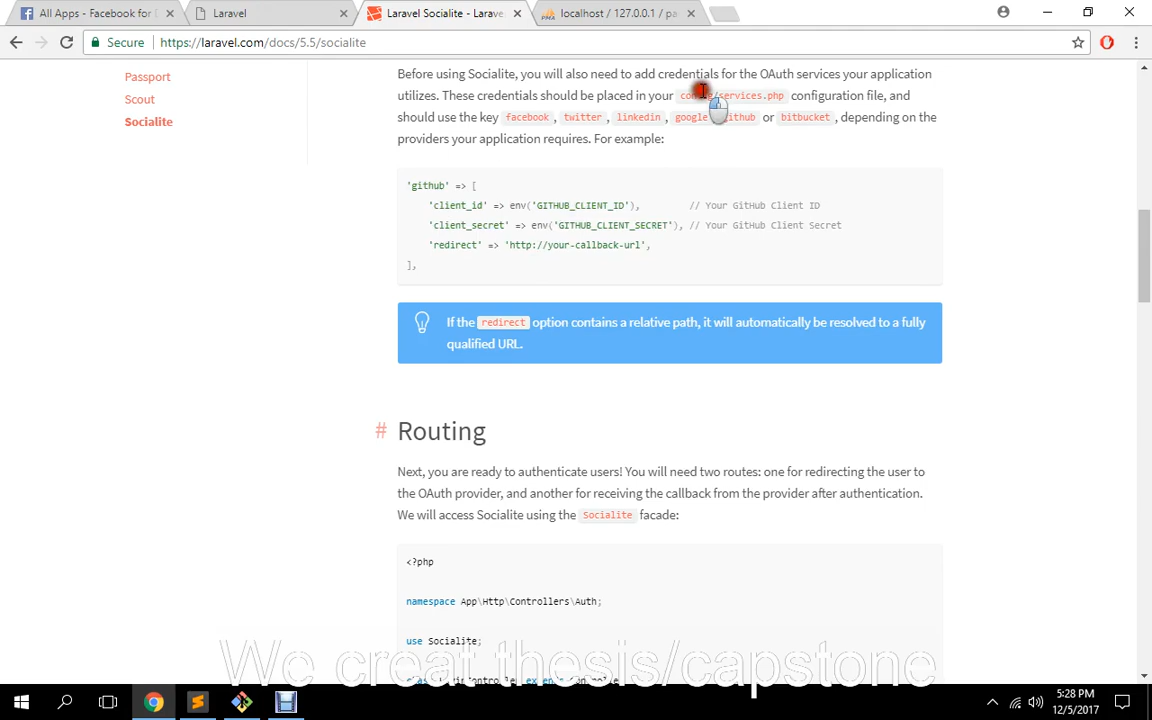 All Apps - Facebook for D
Laravel
Laravel Socialite - Larave
localhost / 127.0.0.1 / pa
Secure
https://laravel.com/docs/5.5/socialite
Passport
Scout
Socialite
Before using Socialite, you will also need to add credentials for the OAuth services your application
utilizes. These credentials should be placed in your config/services.php configuration file, and
should use the key facebook, twitter, linkedin, google, github or bitbucket, depending on the
providers your application requires. For example:
'github' => [
'client_id' => env('GITHUB_CLIENT_ID'), // Your GitHub Client ID
'client_secret' => env('GITHUB_CLIENT_SECRET'), // Your GitHub Client Secret
'redirect' => 'http://your-callback-url',
],
If the redirect option contains a relative path, it will automatically be resolved to a fully
qualified URL.
# Routing
Next, you are ready to authenticate users! You will need two routes: one for redirecting the user to
the OAuth provider, and another for receiving the callback from the provider after authentication.
We will access Socialite using the Socialite facade:
<?php
namespace App\Http\Controllers\Auth;
use Socialite;
We creat thesis/capstone
5:28 PM
12/5/2017